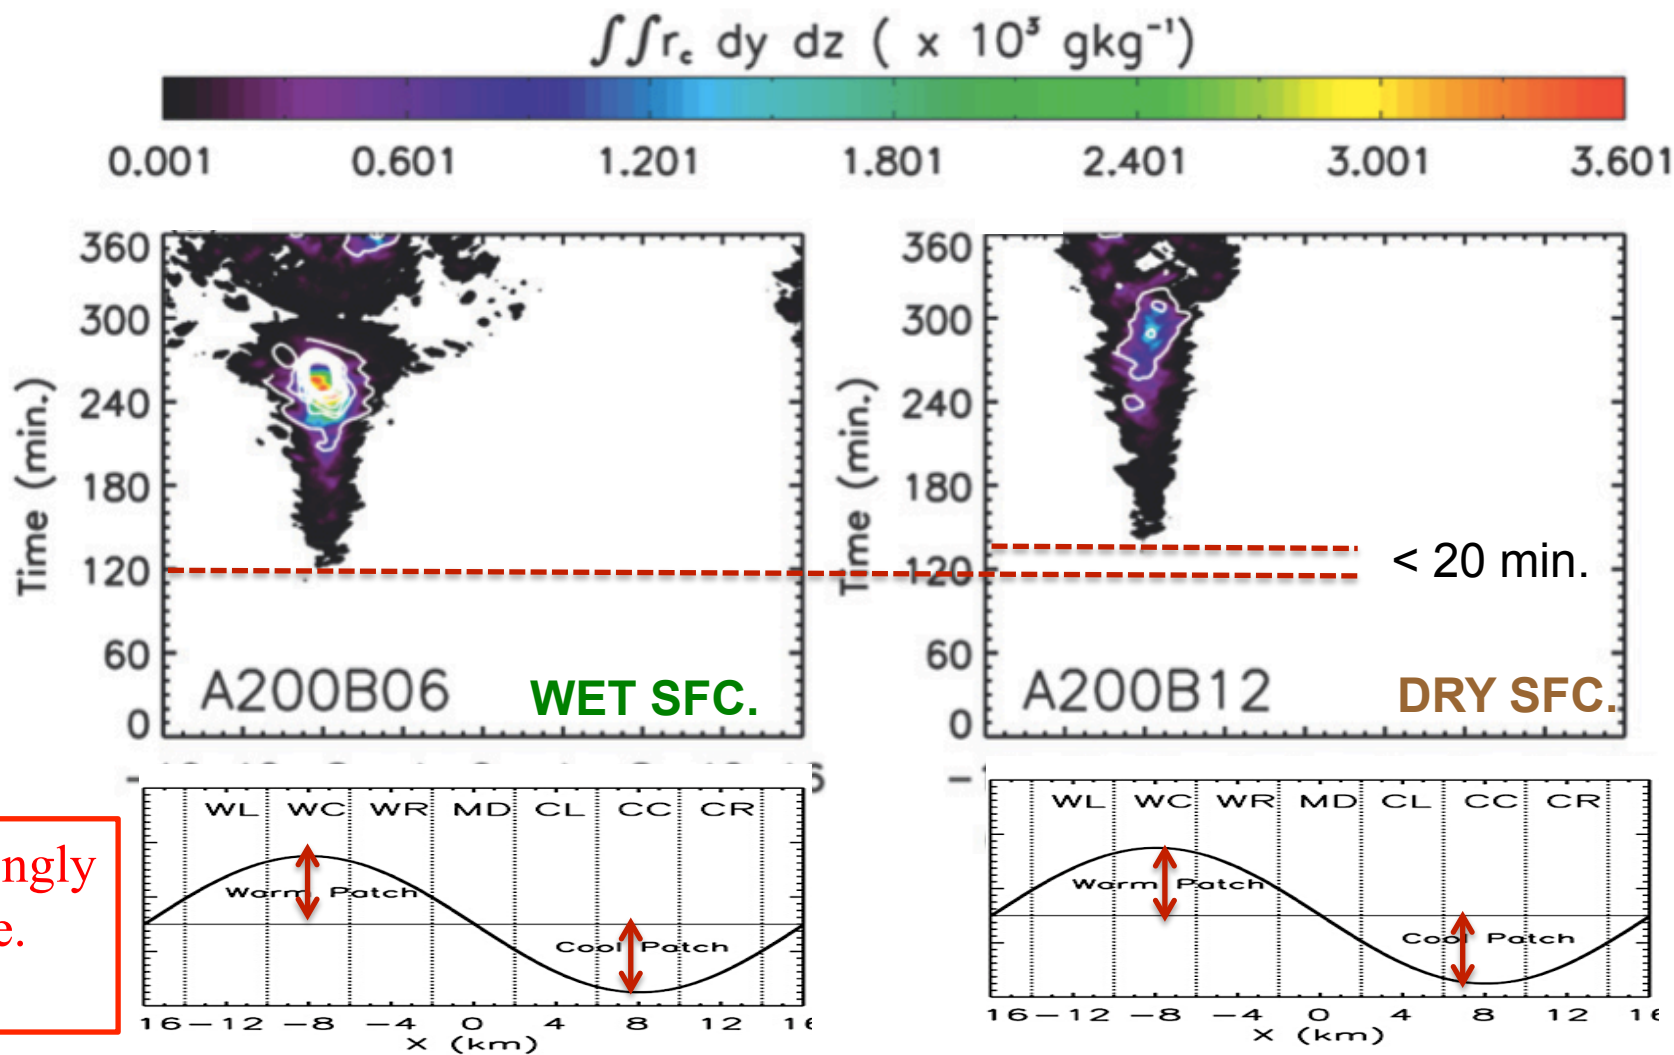 ∫∫r_c dy dz ( x 10³ gkg⁻¹)
0.001 0.601 1.201 1.801 2.401 3.001 3.601
Time (min.)
360
300
240
180
120
60
0
A200B06
WET SFC.
Time (min.)
360
300
240
180
120
60
0
A200B12
DRY SFC.
< 20 min.
ngly
e.
WL WC WR MD CL CC CR
Warm Patch
Cool Patch
16 -12 -8 -4 0 4 8 12
X (km)
WL WC WR MD CL CC CR
Warm Patch
Cool Patch
16 -12 -8 -4 0 4 8 12
X (km)